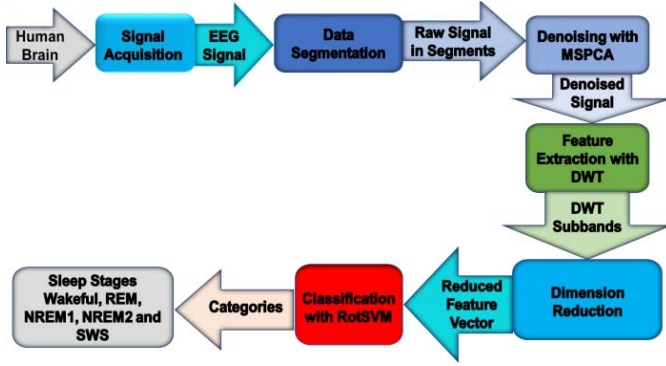 Human
Brain
Signal
Acquisition
EEG
Signal
Data
Segmentation
Raw Signal
in Segments
Denoising with
MSPCA
Denoised
Signal
Feature
Extraction with
DWT
DWT
Subbands
Dimension
Reduction
Reduced
Feature
Vector
Classification
with RotSVM
Categories
Sleep Stages
Wakeful, REM,
NREM1, NREM2 and
SWS